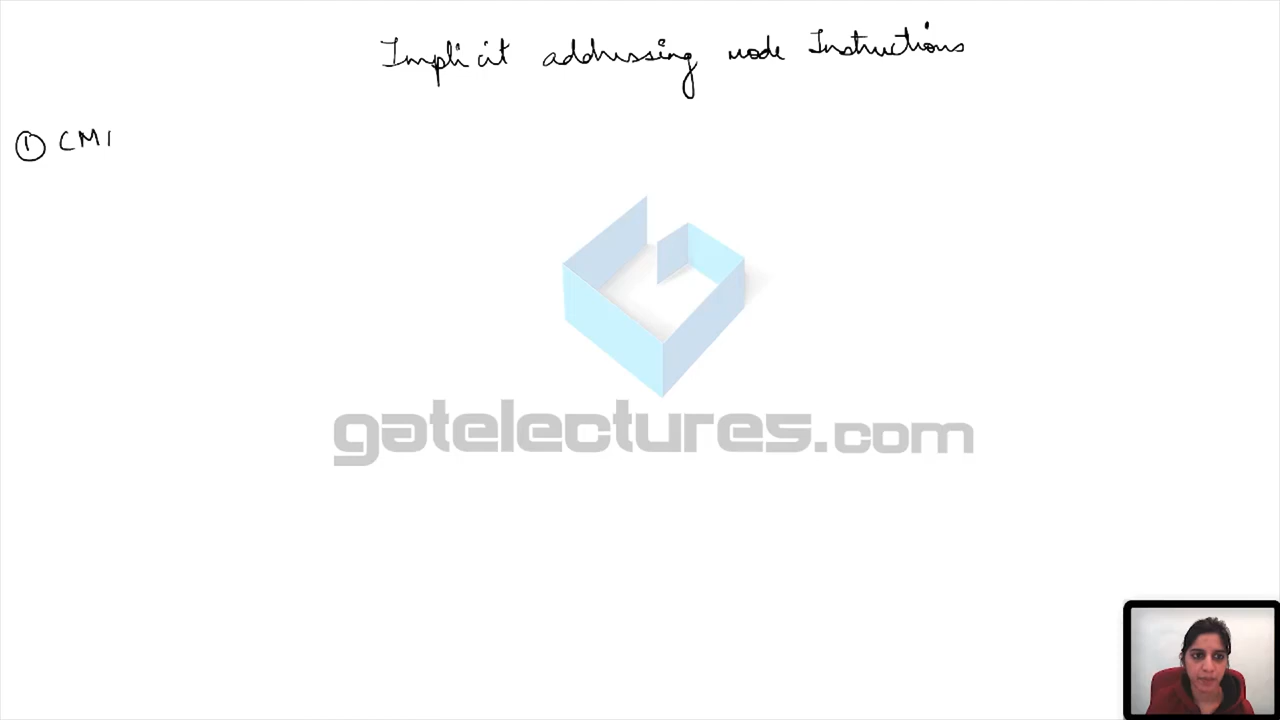 Implicit addressing mode Instructions
① CMI
gatelectures.com